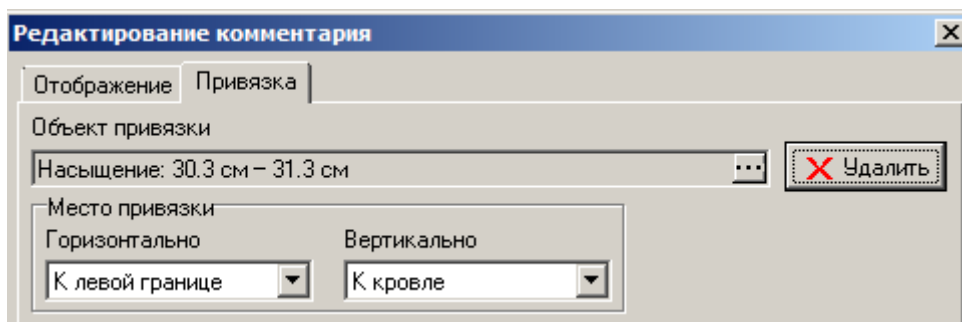 Редактирование комментария
Отображение Привязка
Объект привязки
Насыщение: 30.3 см – 31.3 см ... Удалить
Место привязки
Горизонтально Вертикально
К левой границе К кровле